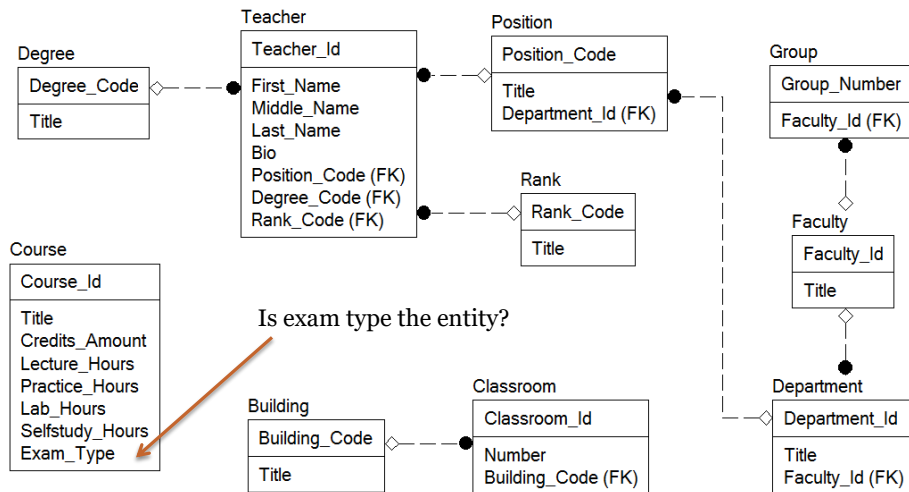 Degree
Degree_Code
Title
Teacher
Teacher_Id
First_Name
Middle_Name
Last_Name
Bio
Position_Code (FK)
Degree_Code (FK)
Rank_Code (FK)
Position
Position_Code
Title
Department_Id (FK)
Group
Group_Number
Faculty_Id (FK)
Rank
Rank_Code
Title
Faculty
Faculty_Id
Title
Course
Course_Id
Title
Credits_Amount
Lecture_Hours
Practice_Hours
Lab_Hours
Selfstudy_Hours
Exam_Type
Is exam type the entity?
Building
Building_Code
Title
Classroom
Classroom_Id
Number
Building_Code (FK)
Department
Department_Id
Title
Faculty_Id (FK)